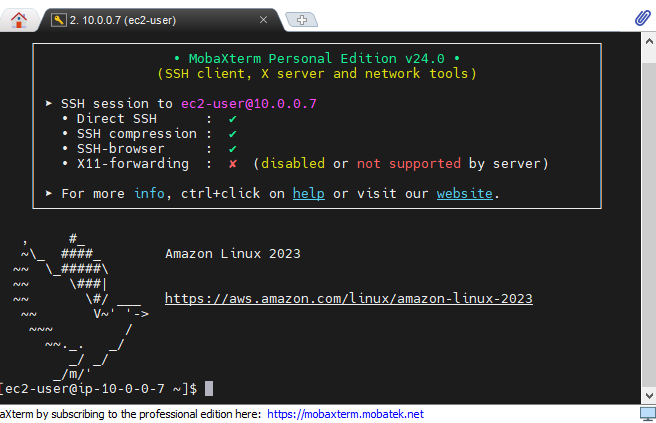 2. 10.0.0.7 (ec2-user)
• MobaXterm Personal Edition v24.0 •
(SSH client, X server and network tools)
➤ SSH session to ec2-user@10.0.0.7
• Direct SSH : ✔
• SSH compression : ✔
• SSH-browser : ✔
• X11-forwarding : ✘ (disabled or not supported by server)
➤ For more info, ctrl+click on help or visit our website.
   ,     #_
   ~\_  ####_        Amazon Linux 2023
  ~~  \_#####\
  ~~     \###|
  ~~       \#/ ___   https://aws.amazon.com/linux/amazon-linux-2023
   ~~       V~' '->
    ~~~         /
      ~~._.   _/
         _/ _/
       _/m/'
[ec2-user@ip-10-0-0-7 ~]$
aXterm by subscribing to the professional edition here: https://mobaxterm.mobatek.net